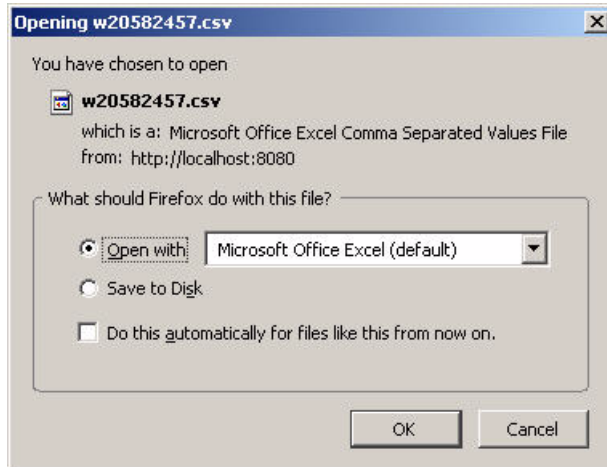 Opening w20582457.csv
You have chosen to open
w20582457.csv
which is a: Microsoft Office Excel Comma Separated Values File
from: http://localhost:8080
What should Firefox do with this file?
Open with Microsoft Office Excel (default)
Save to Disk
Do this automatically for files like this from now on.
OK Cancel